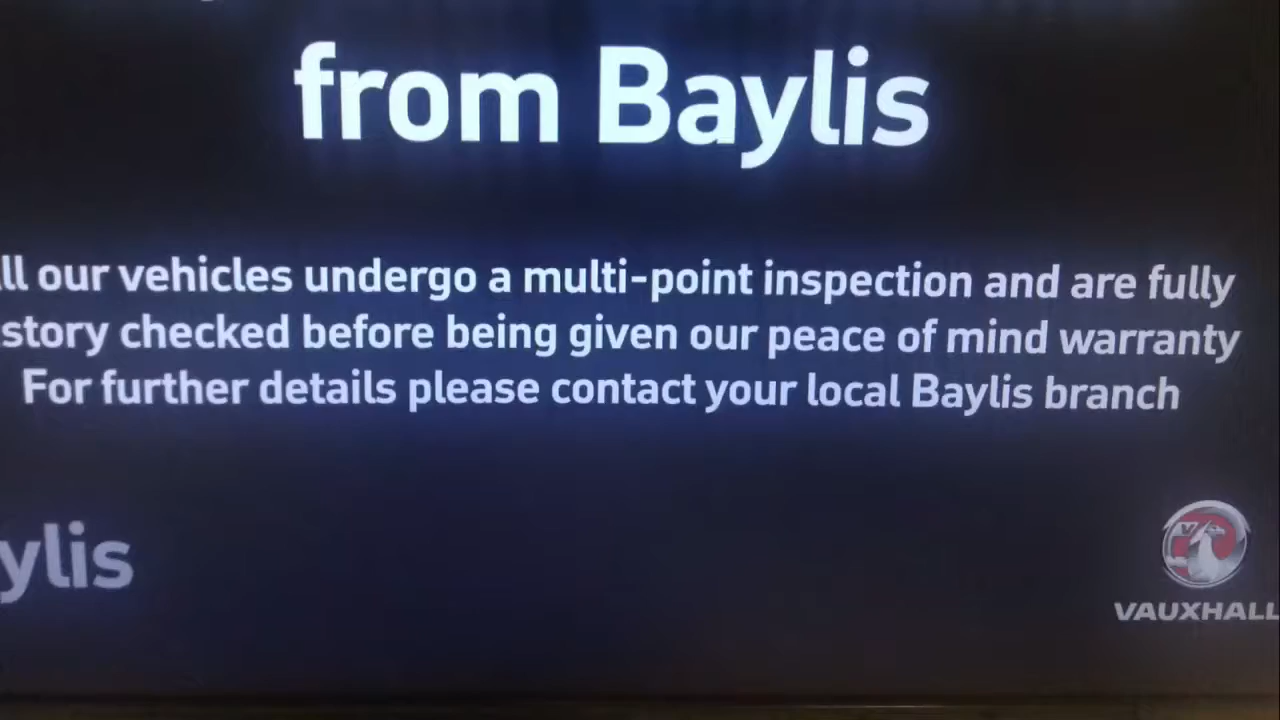 from Baylis
ll our vehicles undergo a multi-point inspection and are fully
story checked before being given our peace of mind warranty
For further details please contact your local Baylis branch
ylis
VAUXHALL